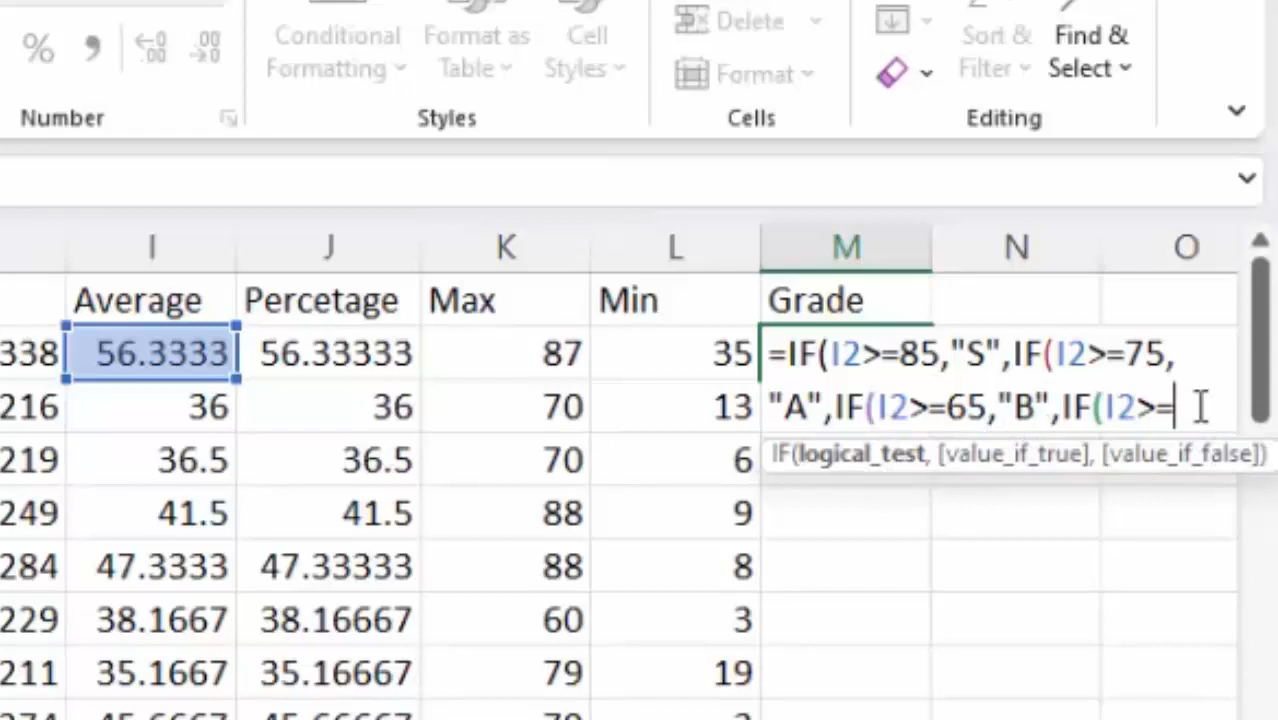 % , ←0 .00 .00 →0
Conditional Formatting
Format as Table
Cell Styles
Delete
Format
Sort & Filter
Find & Select
Number
Styles
Cells
Editing
I J K L M N O
Average Percetage Max Min Grade
338 56.3333 56.33333 87 35 =IF(I2>=85,"S",IF(I2>=75,
216 36 36 70 13 "A",IF(I2>=65,"B",IF(I2>=
219 36.5 36.5 70 6 IF(logical_test, [value_if_true], [value_if_false])
249 41.5 41.5 88 9
284 47.3333 47.33333 88 8
229 38.1667 38.16667 60 3
211 35.1667 35.16667 79 19